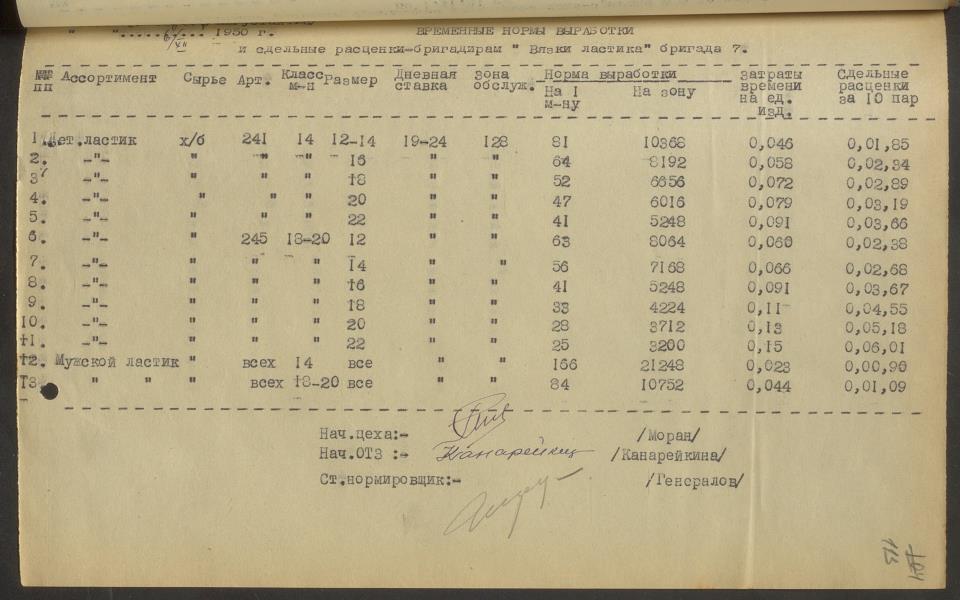 " "..... 1950 г. ВРЕМЕННЫЕ НОРМЫ ВЫРАБОТКИ
и сдельные расценки-бригадирам " Вязки ластика" бригада 7.
№№ пп Ассортимент Сырье Арт. Класс м-н Размер Дневная ставка зона обслуж. Норма выработки На 1 м-ну На зону затраты времени на ед. изд. Сдельные расценки за 10 пар
1. Дет.ластик х/б 241 14 12-14 19-24 128 81 10368 0,046 0,01,85
2. -"- " " " 16 " " 64 8192 0,058 0,02,34
3. -"- " " " 18 " " 52 6656 0,072 0,02,89
4. -"- " " " 20 " " 47 6016 0,079 0,03,19
5. -"- " " " 22 " " 41 5248 0,091 0,03,66
6. -"- " 245 18-20 12 " " 63 8064 0,060 0,02,38
7. -"- " " " 14 " " 56 7168 0,066 0,02,68
8. -"- " " " 16 " " 41 5248 0,091 0,03,67
9. -"- " " " 18 " " 33 4224 0,11 0,04,55
10. -"- " " " 20 " " 28 3712 0,13 0,05,18
11. -"- " " " 22 " " 25 3200 0,15 0,06,01
12. Мужской ластик " всех 14 все " " 166 21248 0,023 0,00,90
13. " " " всех 18-20 все " " 84 10752 0,044 0,01,09
Нач.цеха:- /Моран/
Нач.ОТЗ :- Канарейкин /Канарейкина/
Ст.нормировщик:- /Генералов/
113